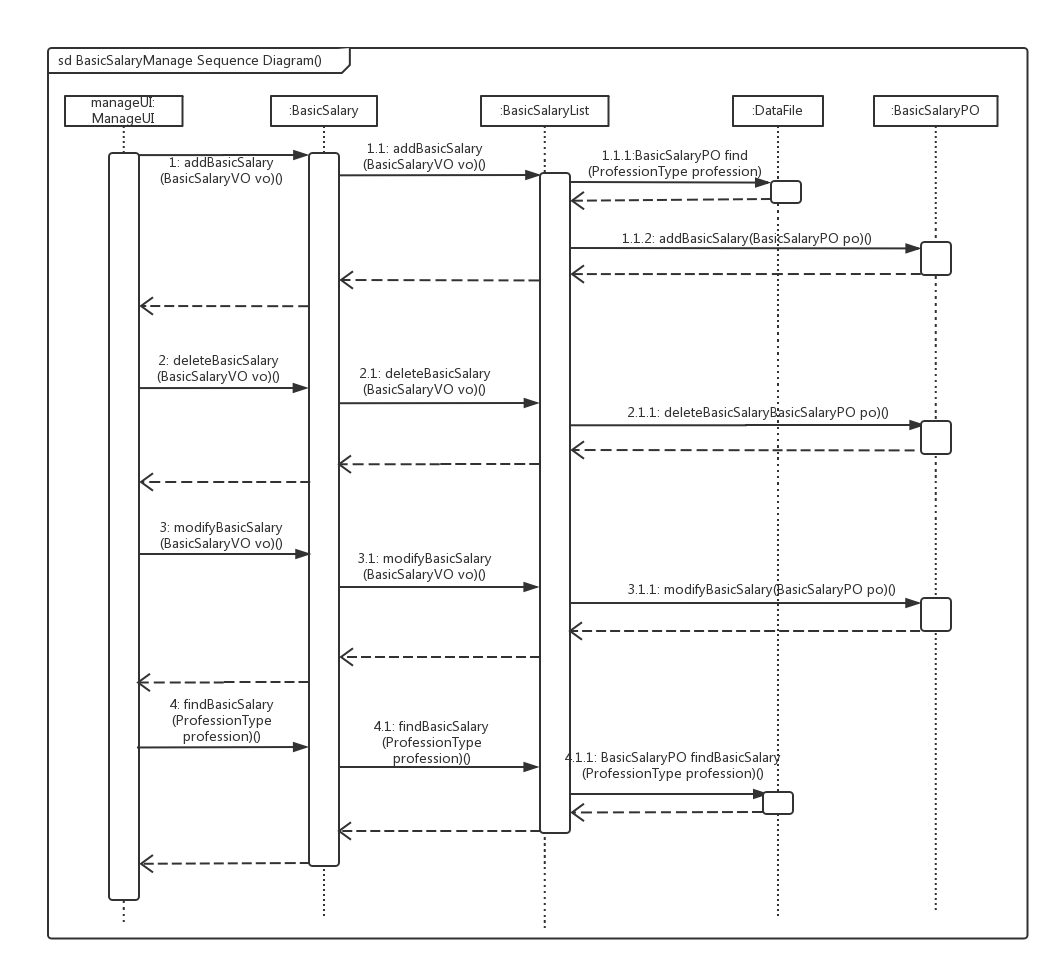 sd BasicSalaryManage Sequence Diagram()
manageUI:
ManageUI
:BasicSalary
:BasicSalaryList
:DataFile
:BasicSalaryPO
1: addBasicSalary
(BasicSalaryVO vo)()
1.1: addBasicSalary
(BasicSalaryVO vo)()
1.1.1:BasicSalaryPO find
(ProfessionType profession)
1.1.2: addBasicSalary(BasicSalaryPO po)()
2: deleteBasicSalary
(BasicSalaryVO vo)()
2.1: deleteBasicSalary
(BasicSalaryVO vo)()
2.1.1: deleteBasicSalaryBasicSalaryPO po)()
3: modifyBasicSalary
(BasicSalaryVO vo)()
3.1: modifyBasicSalary
(BasicSalaryVO vo)()
3.1.1: modifyBasicSalary(BasicSalaryPO po)()
4: findBasicSalary
(ProfessionType
profession)()
4.1: findBasicSalary
(ProfessionType
profession)()
4.1.1: BasicSalaryPO findBasicSalary
(ProfessionType profession)()